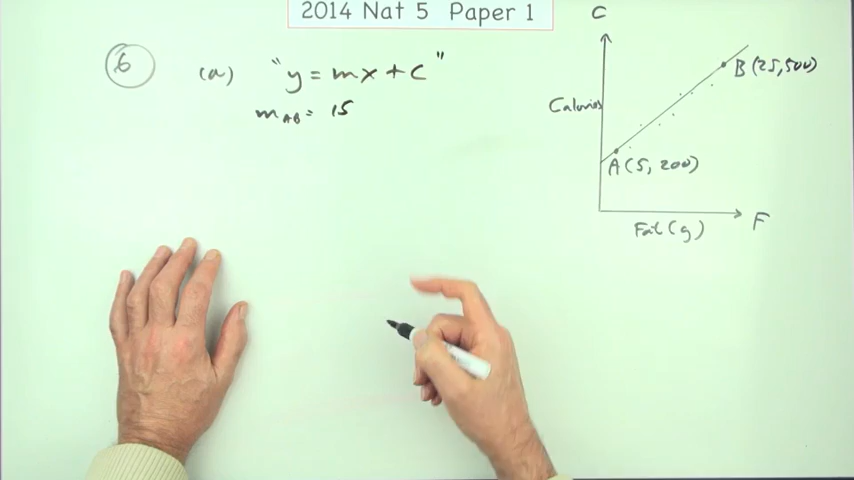 2014 Nat 5 Paper 1
6
(a) "y = mx + c"
m_AB = 15
C
Calories
B (25,500)
A (5, 200)
F
Fat (g)